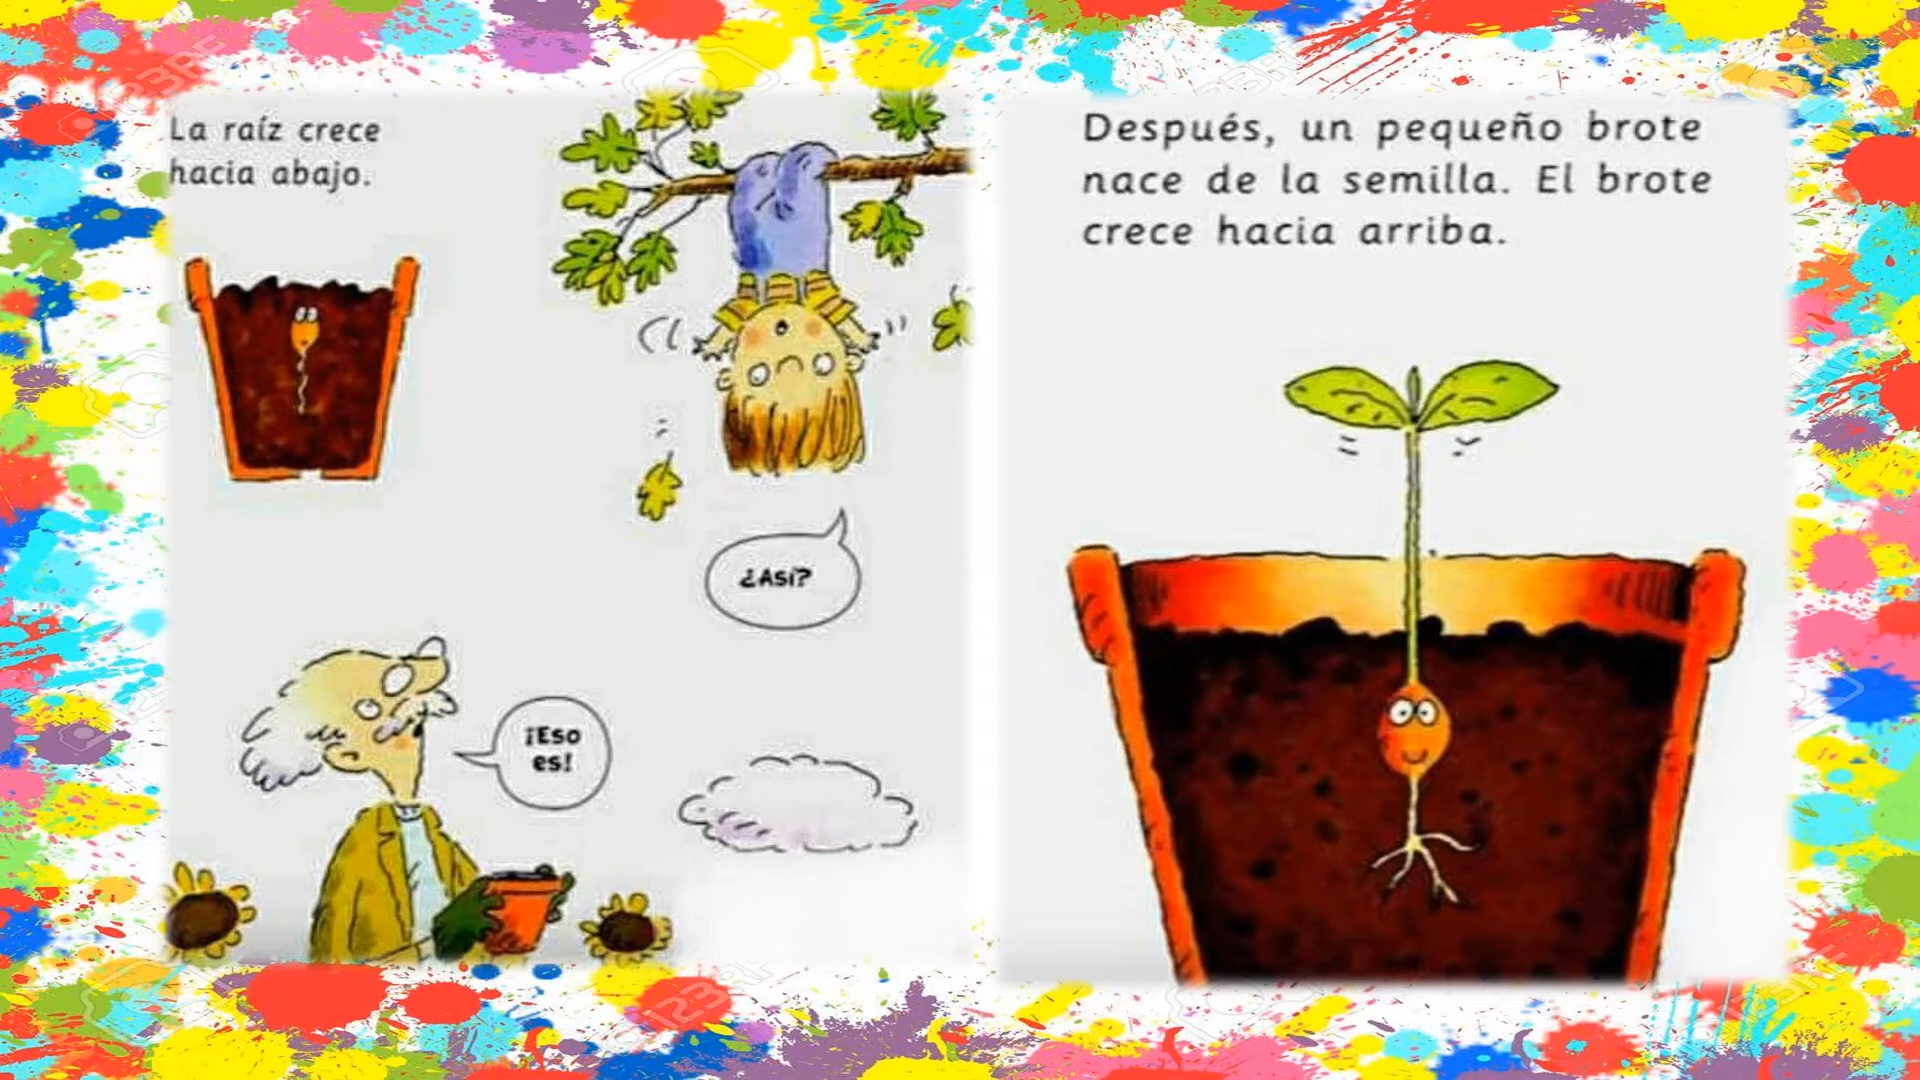 La raíz crece
hacia abajo.
¿Así?
¡Eso
es!
Después, un pequeño brote
nace de la semilla. El brote
crece hacia arriba.
123RF